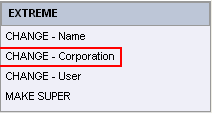 EXTREME
CHANGE - Name
CHANGE - Corporation
CHANGE - User
MAKE SUPER